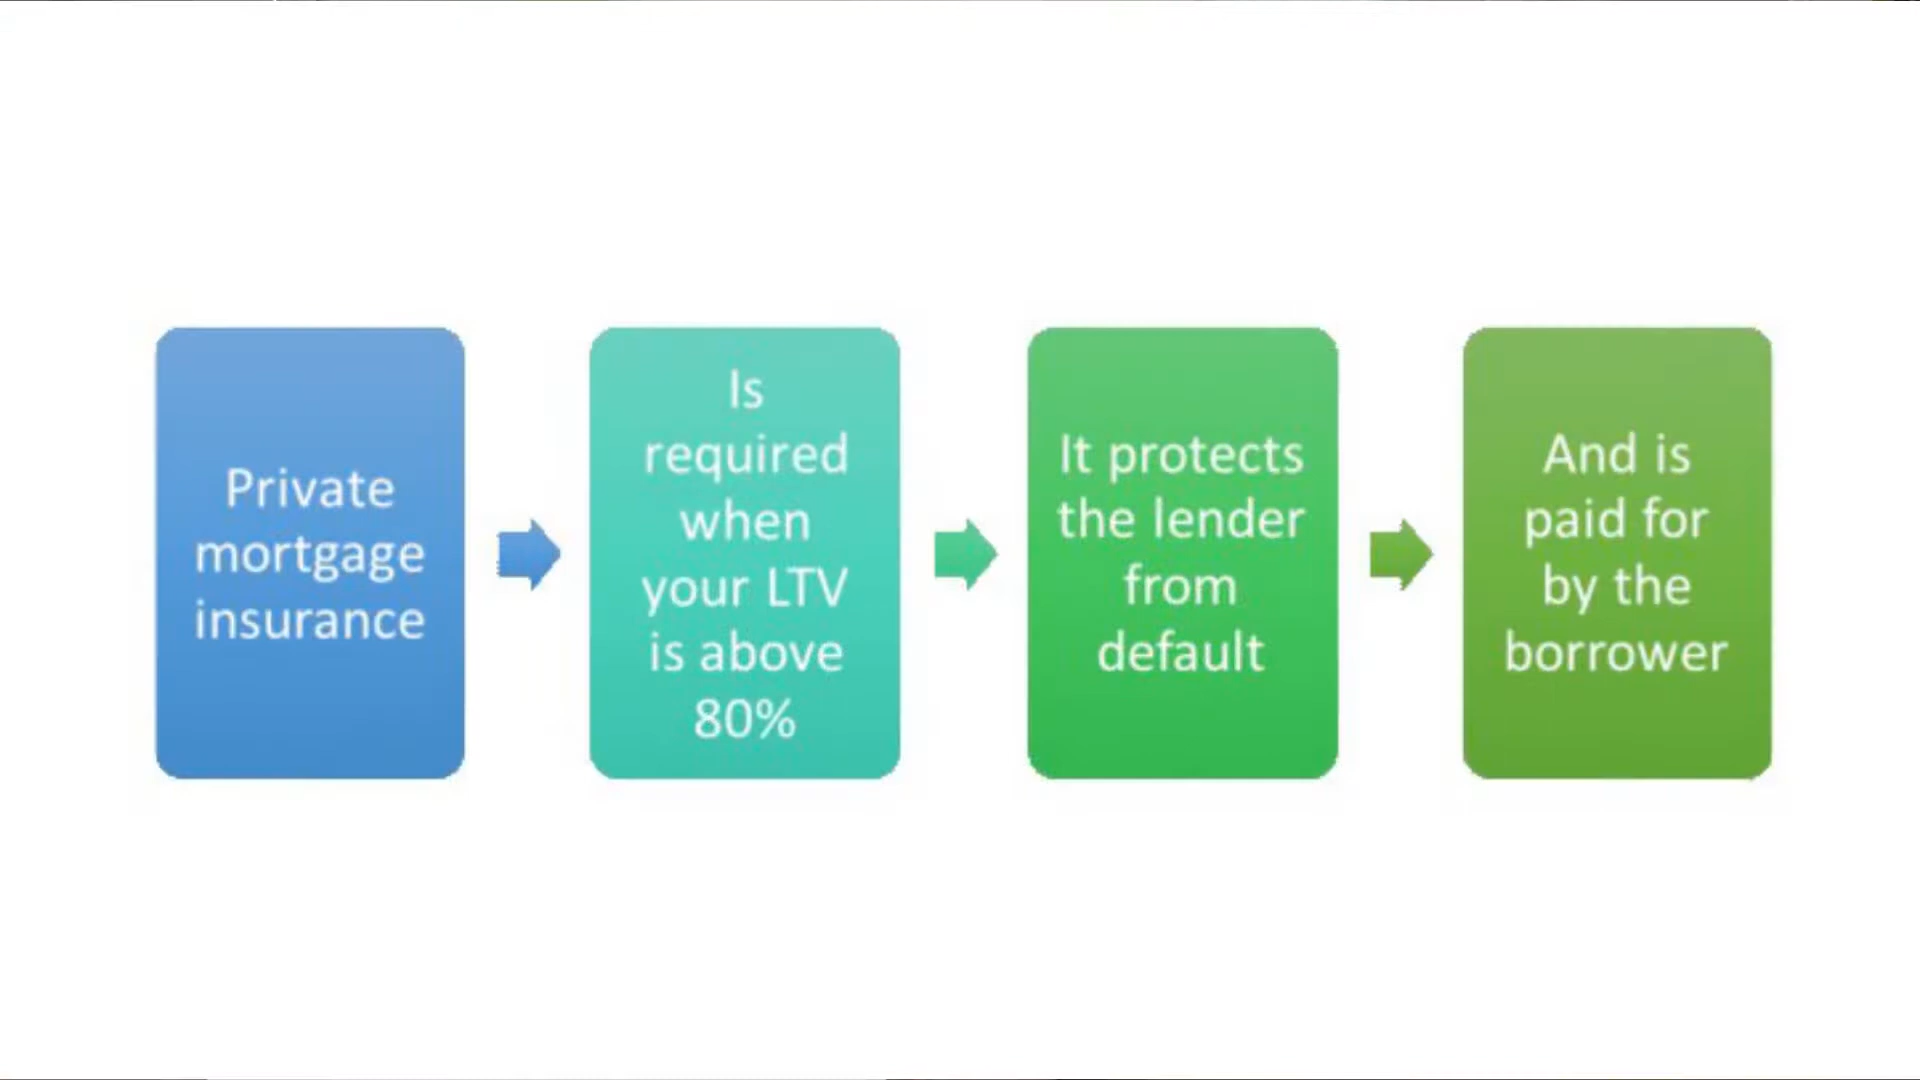 Private
mortgage
insurance
Is
required
when
your LTV
is above
80%
It protects
the lender
from
default
And is
paid for
by the
borrower